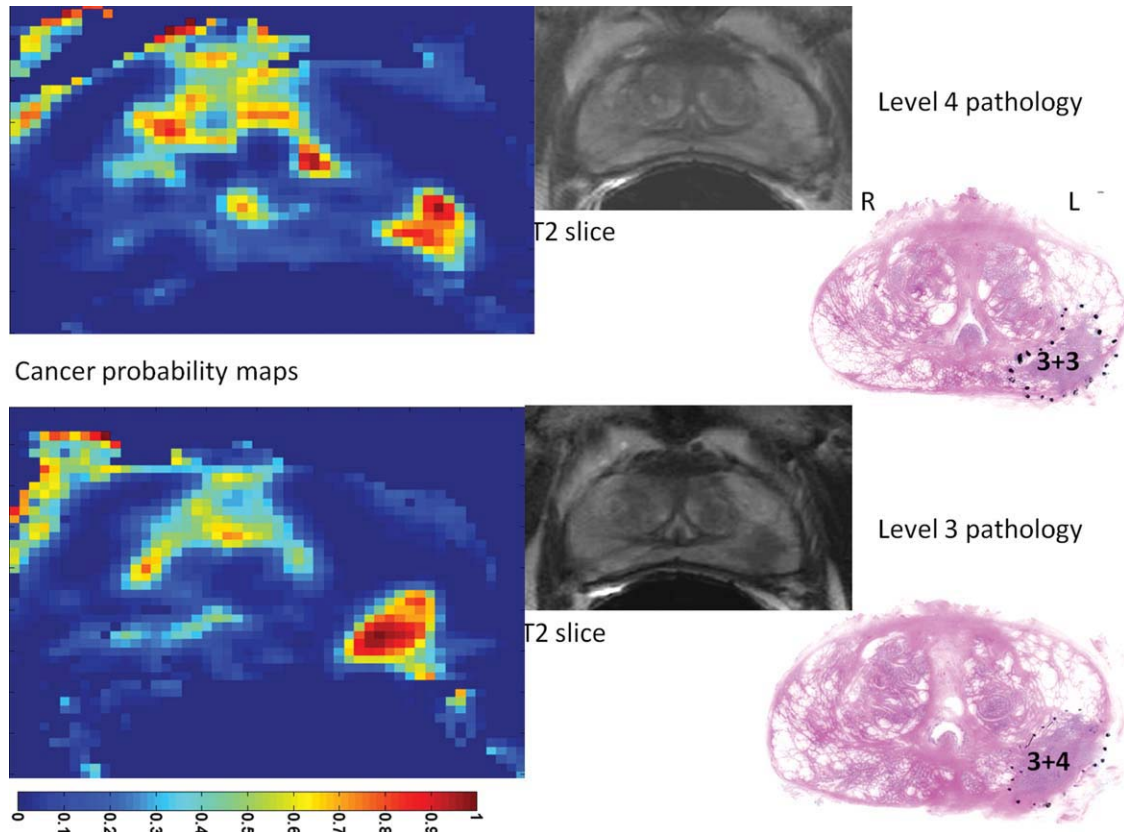 Level 4 pathology
R L
T2 slice
3+3
Cancer probability maps
Level 3 pathology
T2 slice
3+4
0 0.1 0.2 0.3 0.4 0.5 0.6 0.7 0.8 0.9 1